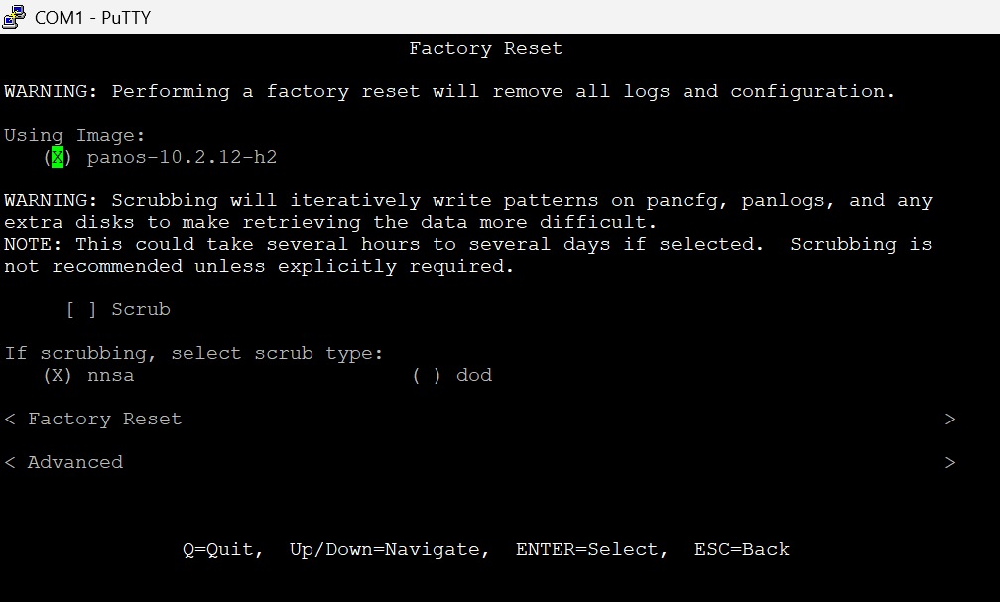 COM1 - PuTTY
Factory Reset
WARNING: Performing a factory reset will remove all logs and configuration.
Using Image:
(X) panos-10.2.12-h2
WARNING: Scrubbing will iteratively write patterns on pancfg, panlogs, and any
extra disks to make retrieving the data more difficult.
NOTE: This could take several hours to several days if selected.  Scrubbing is
not recommended unless explicitly required.
[ ] Scrub
If scrubbing, select scrub type:
(X) nnsa                       ( ) dod
< Factory Reset                                                                >
< Advanced                                                                     >
Q=Quit,  Up/Down=Navigate,  ENTER=Select,  ESC=Back